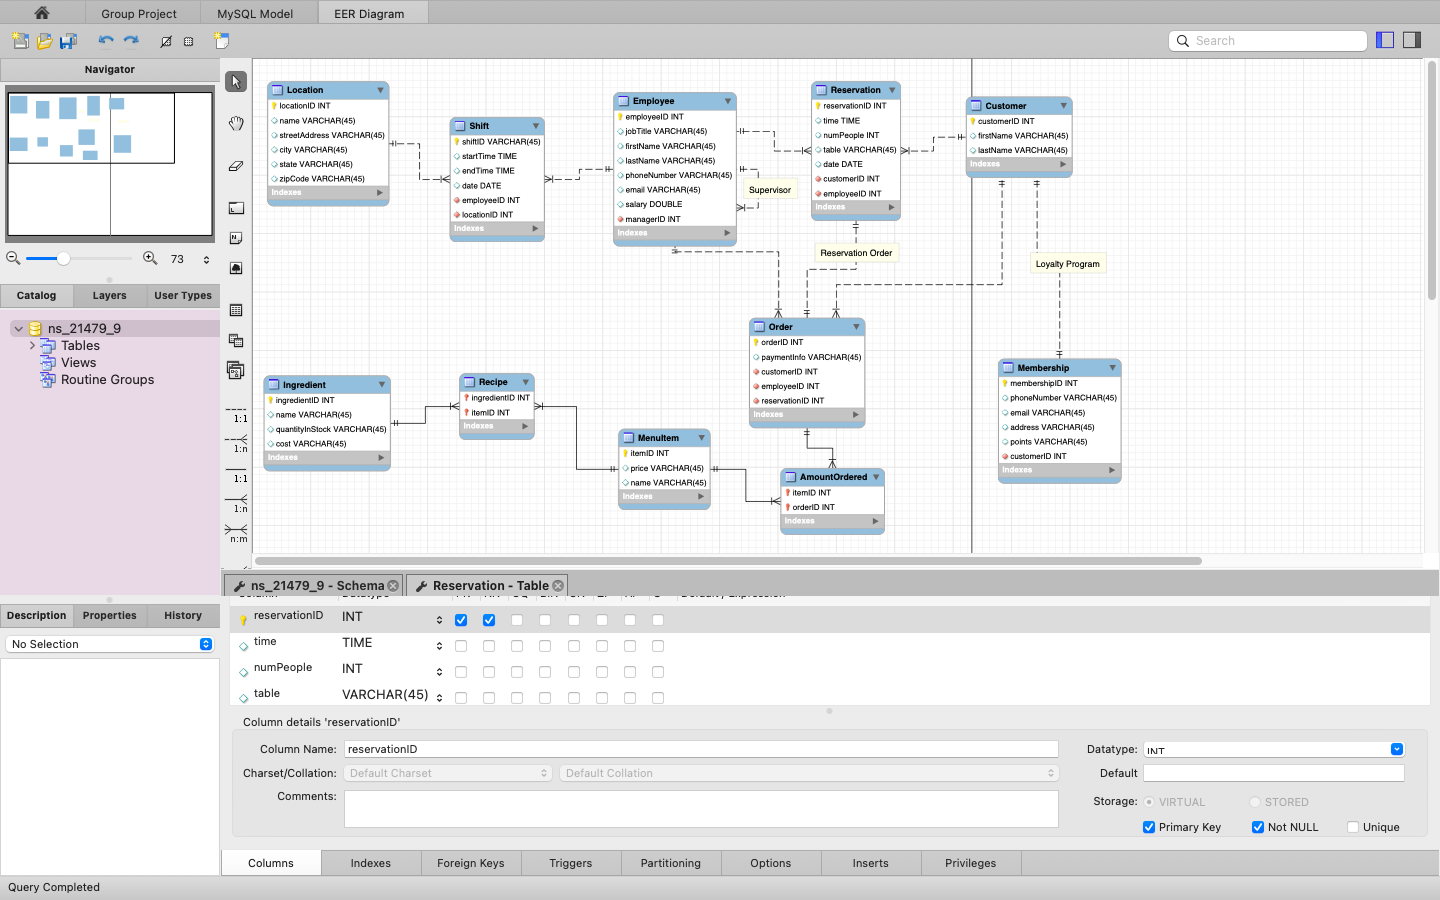 Group Project
MySQL Model
EER Diagram
Search
Navigator
73
Catalog
Layers
User Types
ns_21479_9
Tables
Views
Routine Groups
1:1
1:n
1:1
1:n
n:m
Location
locationID INT
name VARCHAR(45)
streetAddress VARCHAR(45)
city VARCHAR(45)
state VARCHAR(45)
zipCode VARCHAR(45)
Indexes
Shift
shiftID VARCHAR(45)
startTime TIME
endTime TIME
date DATE
employeeID INT
locationID INT
Indexes
Employee
employeeID INT
jobTitle VARCHAR(45)
firstName VARCHAR(45)
lastName VARCHAR(45)
phoneNumber VARCHAR(45)
email VARCHAR(45)
salary DOUBLE
managerID INT
Indexes
Supervisor
Reservation
reservationID INT
time TIME
numPeople INT
table VARCHAR(45)
date DATE
customerID INT
employeeID INT
Indexes
Reservation Order
Customer
customerID INT
firstName VARCHAR(45)
lastName VARCHAR(45)
Indexes
Loyalty Program
Order
orderID INT
paymentInfo VARCHAR(45)
customerID INT
employeeID INT
reservationID INT
Indexes
Membership
membershipID INT
phoneNumber VARCHAR(45)
email VARCHAR(45)
address VARCHAR(45)
points VARCHAR(45)
customerID INT
Indexes
Ingredient
ingredientID INT
name VARCHAR(45)
quantityInStock VARCHAR(45)
cost VARCHAR(45)
Indexes
Recipe
ingredientID INT
itemID INT
Indexes
MenuItem
itemID INT
price VARCHAR(45)
name VARCHAR(45)
Indexes
AmountOrdered
itemID INT
orderID INT
Indexes
ns_21479_9 - Schema
Reservation - Table
Description
Properties
History
No Selection
reservationID INT
time TIME
numPeople INT
table VARCHAR(45)
Column details 'reservationID'
Column Name: reservationID
Datatype: INT
Charset/Collation: Default Charset Default Collation
Default
Comments:
Storage: VIRTUAL STORED
Primary Key Not NULL Unique
Columns
Indexes
Foreign Keys
Triggers
Partitioning
Options
Inserts
Privileges
Query Completed